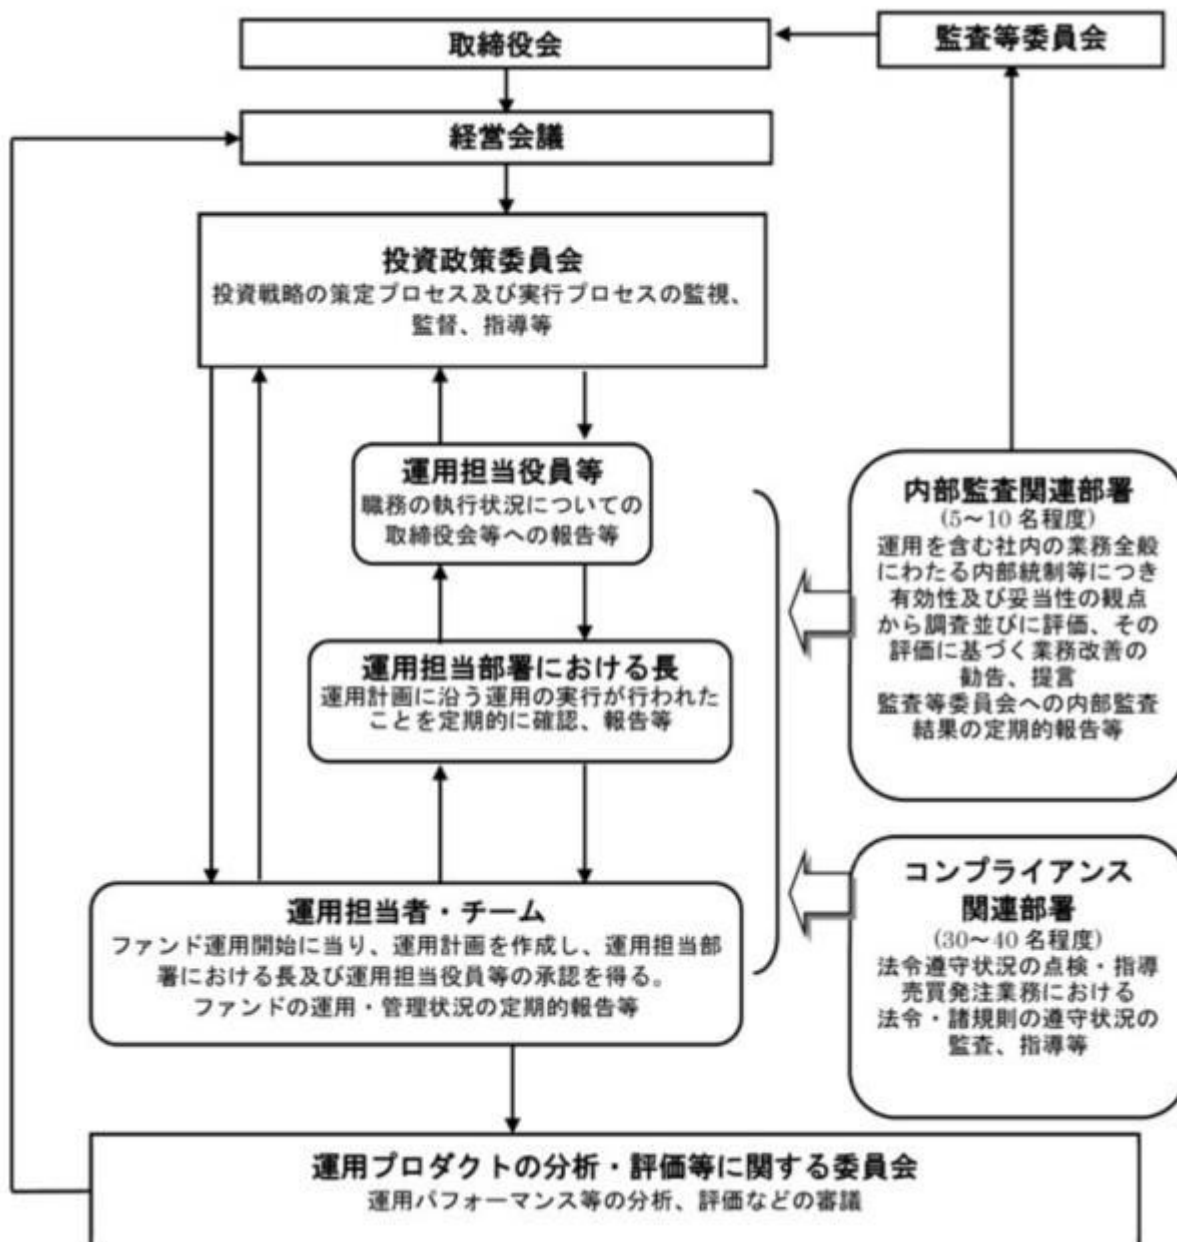 取締役会
監査等委員会
経営会議
投資政策委員会
投資戦略の策定プロセス及び実行プロセスの監視、
監督、指導等
運用担当役員等
職務の執行状況についての
取締役会等への報告等
運用担当部署における長
運用計画に沿う運用の実行が行われた
ことを定期的に確認、報告等
運用担当者・チーム
ファンド運用開始に当り、運用計画を作成し、運用担当部
署における長及び運用担当役員等の承認を得る。
ファンドの運用・管理状況の定期的報告等
内部監査関連部署
(5～10 名程度)
運用を含む社内の業務全般
にわたる内部統制等につき
有効性及び妥当性の観点
から調査並びに評価、その
評価に基づく業務改善の
勧告、提言
監査等委員会への内部監査
結果の定期的報告等
コンプライアンス
関連部署
(30～40 名程度)
法令遵守状況の点検・指導
売買発注業務における
法令・諸規則の遵守状況の
監査、指導等
運用プロダクトの分析・評価等に関する委員会
運用パフォーマンス等の分析、評価などの審議